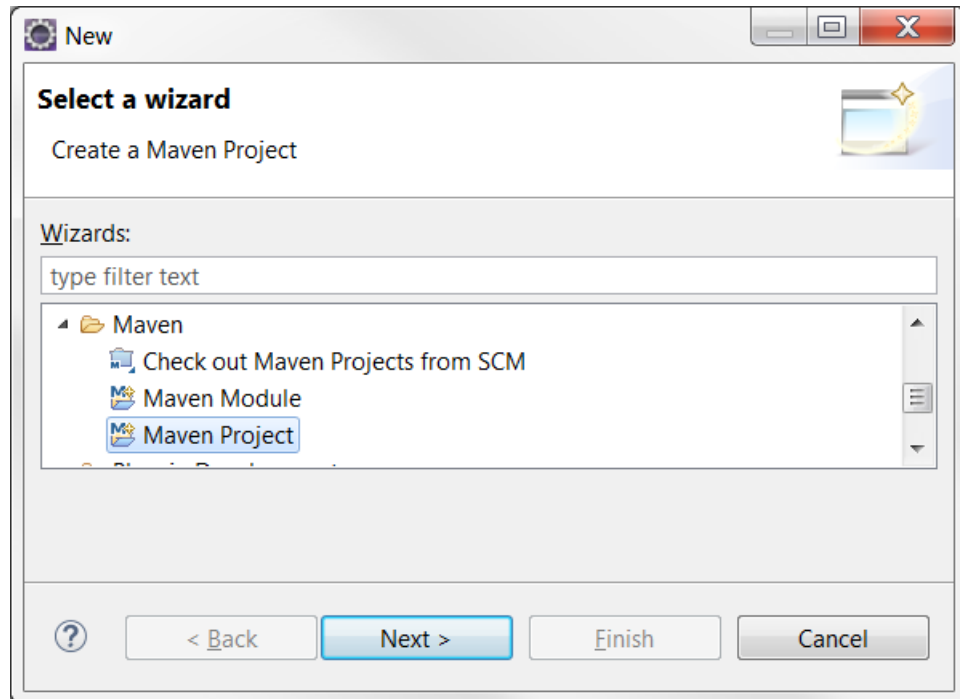 New
Select a wizard
Create a Maven Project
Wizards:
type filter text
Maven
Check out Maven Projects from SCM
Maven Module
Maven Project
?
< Back
Next >
Finish
Cancel